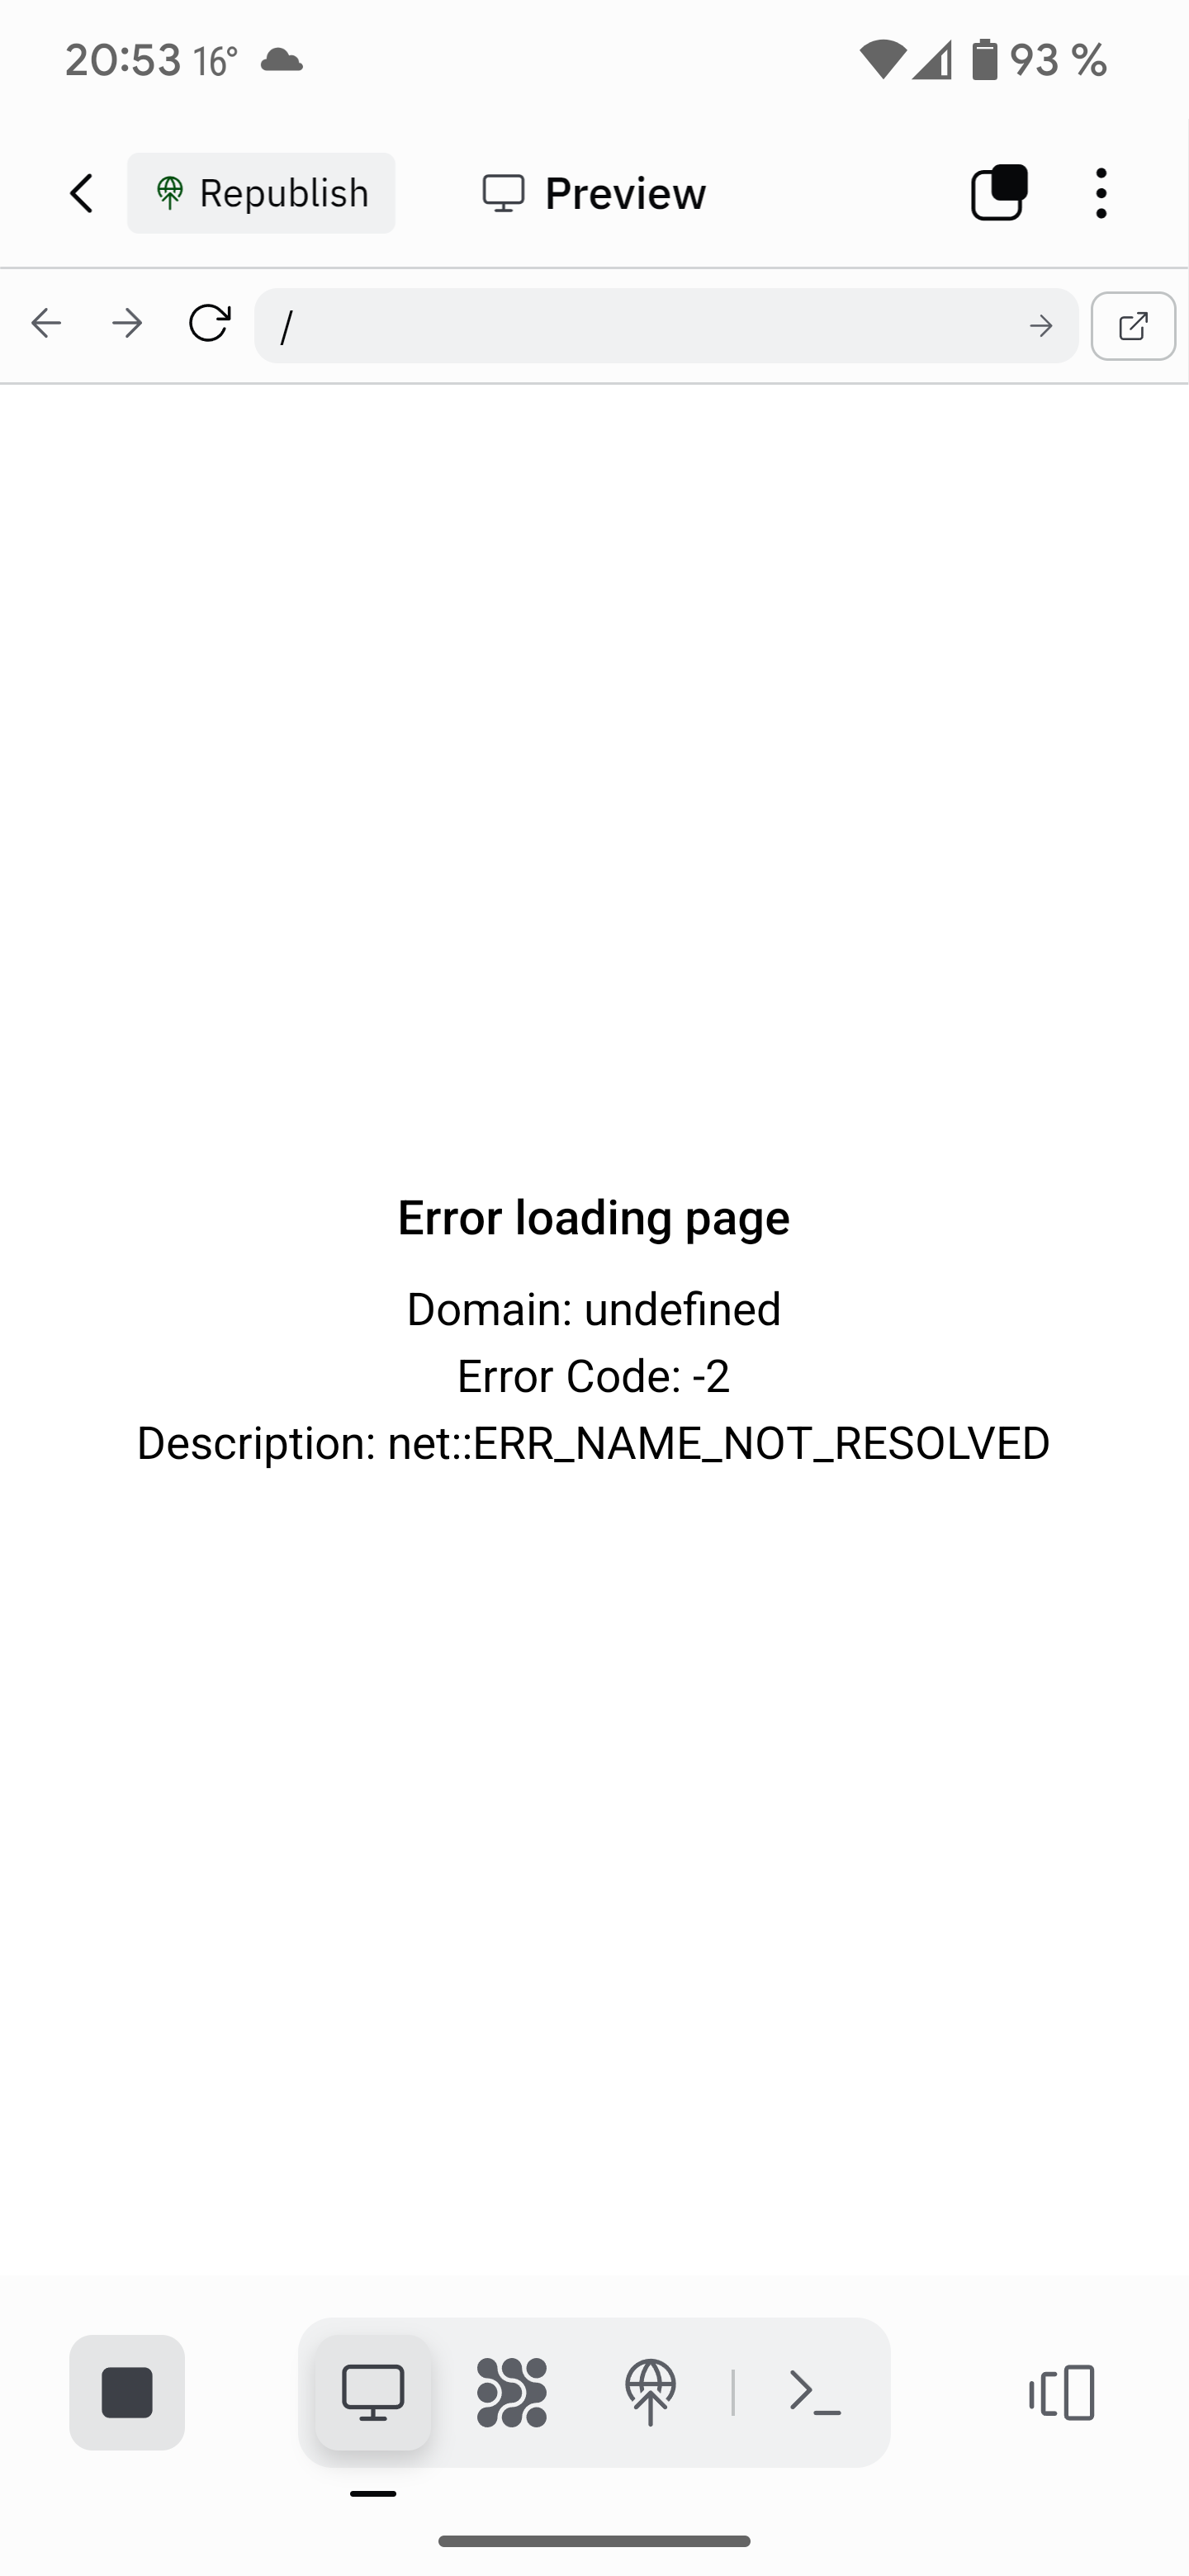 20:53 16° 93 %
Republish Preview
/
Error loading page
Domain: undefined
Error Code: -2
Description: net::ERR_NAME_NOT_RESOLVED